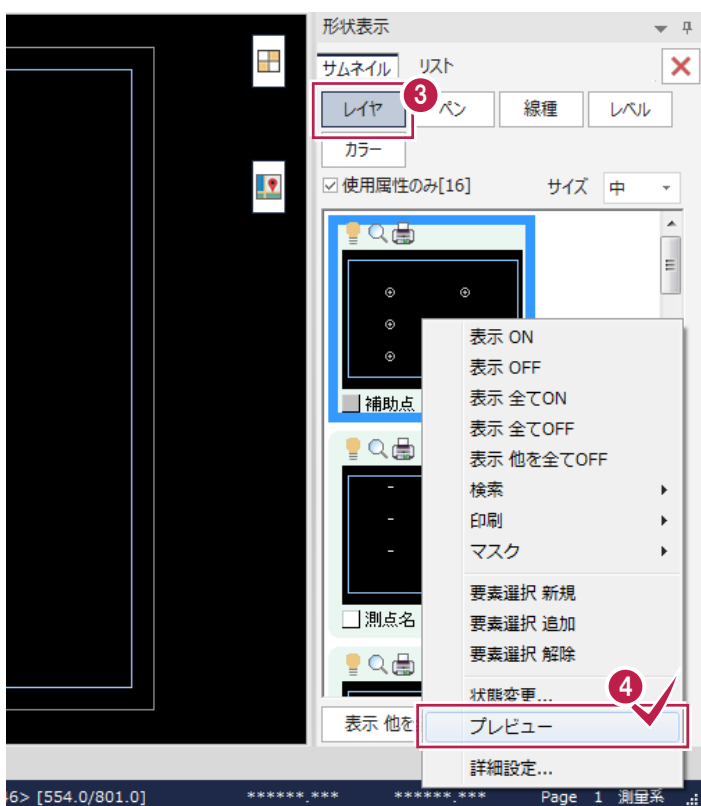 形状表示
サムネイル リスト
3
レイヤ ペン 線種 レベル
カラー
使用属性のみ[16] サイズ 中
補助点
表示 ON
表示 OFF
表示 全てON
表示 全てOFF
表示 他を全てOFF
検索
印刷
マスク
測点名
要素選択 新規
要素選択 追加
要素選択 解除
状態変更...
4
表示 他を
プレビュー
詳細設定...
6> [554.0/801.0] ******.*** ******.*** Page 1 測量系